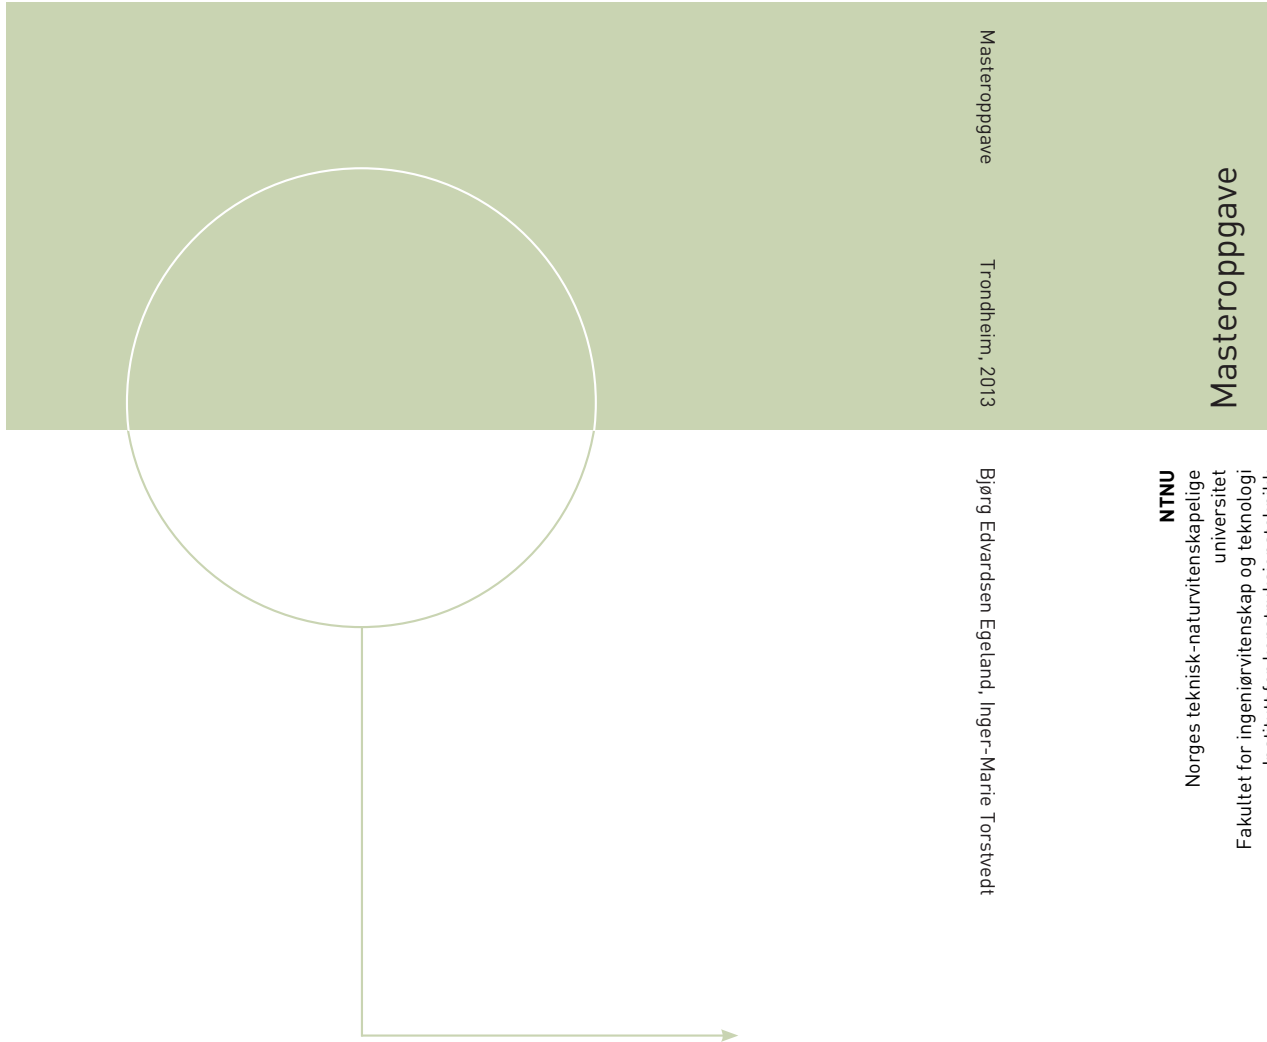 Masteroppgave
Trondheim, 2013
Bjørg Edvardsen Egeland, Inger-Marie Torstvedt
Masteroppgave
NTNU
Norges teknisk-naturvitenskapelige
universitet
Fakultet for ingeniørvitenskap og teknologi